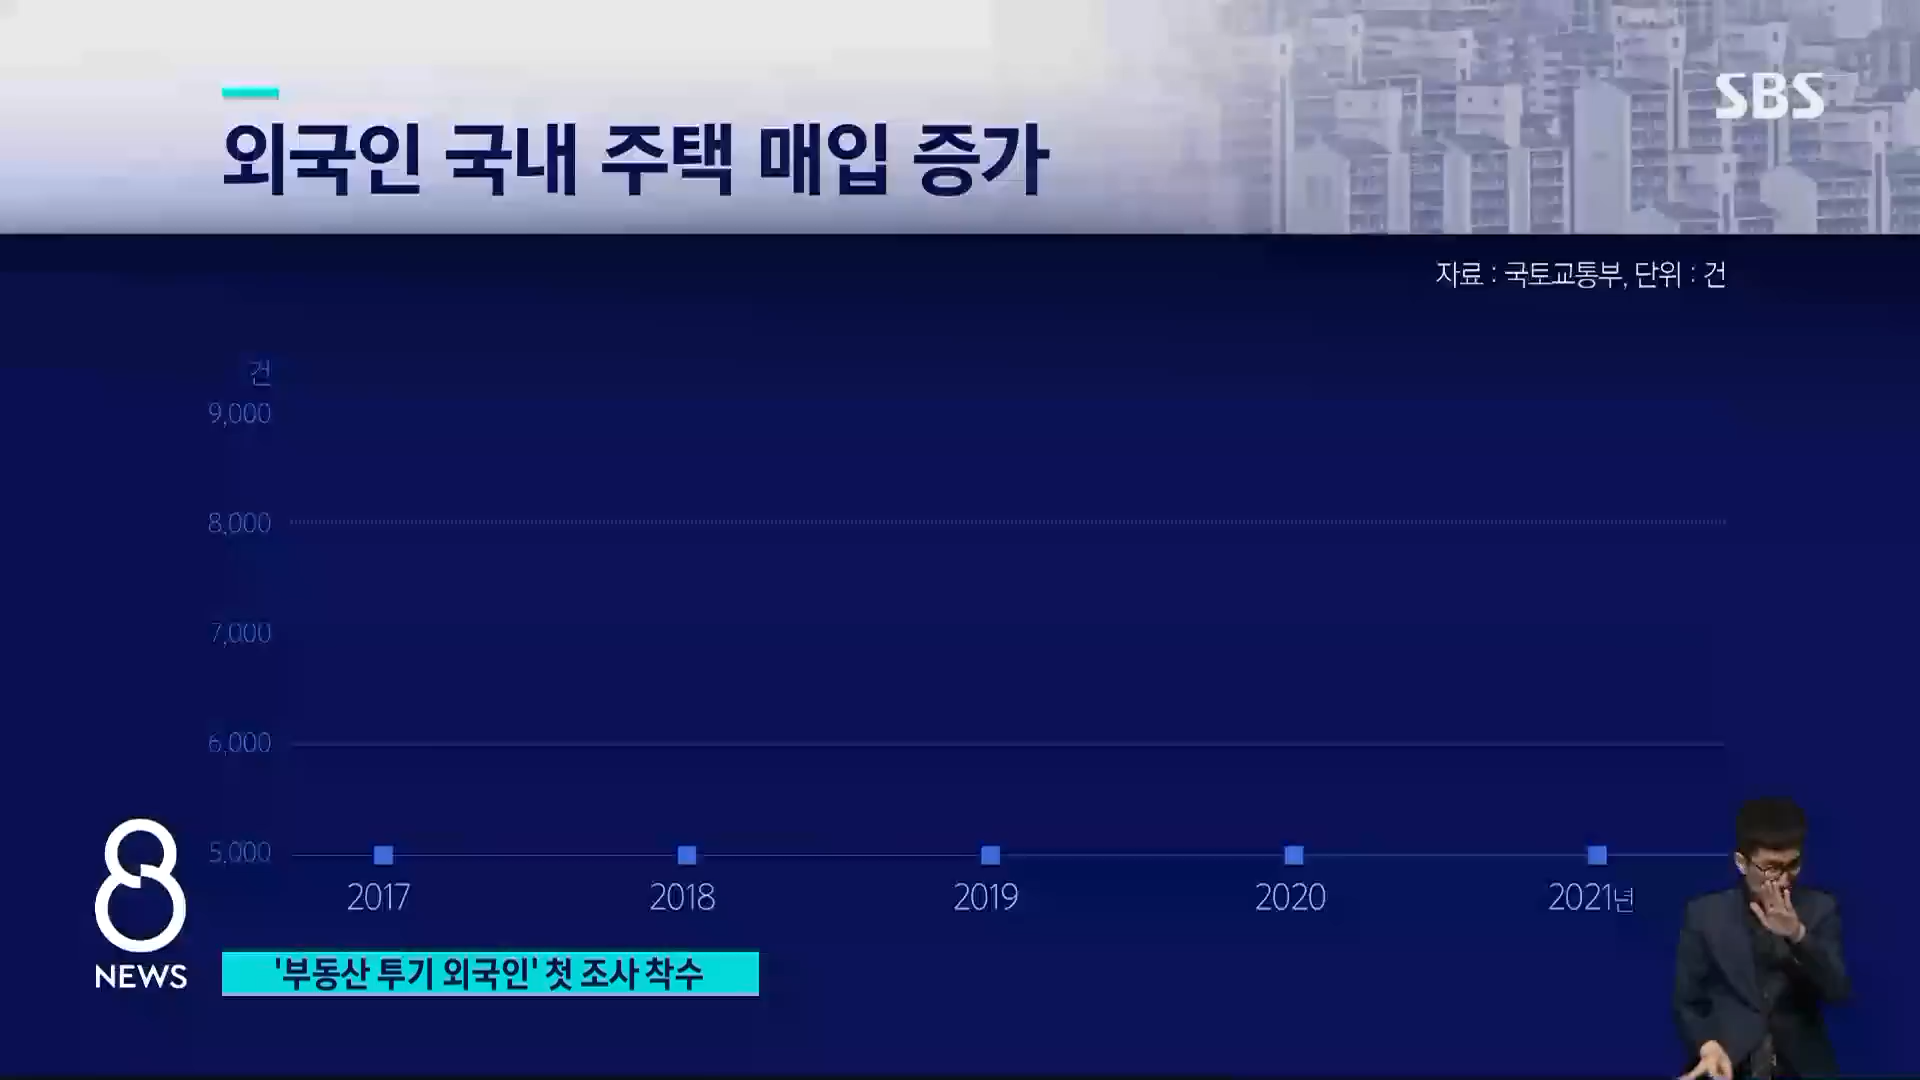 SBS
외국인 국내 주택 매입 증가
자료 : 국토교통부, 단위 : 건
건
9,000
8,000
7,000
6,000
5,000
2017 2018 2019 2020 2021년
8
NEWS
'부동산 투기 외국인' 첫 조사 착수